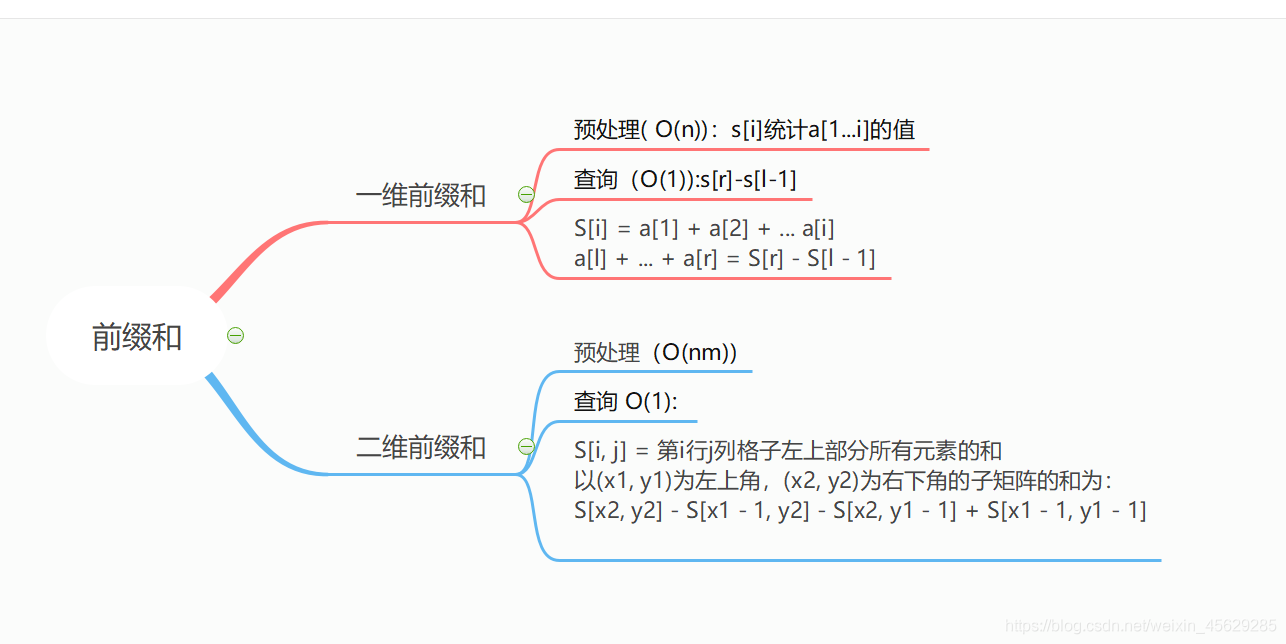 预处理( O(n))：s[i]统计a[1...i]的值
查询（O(1)):s[r]-s[l-1]
一维前缀和
S[i] = a[1] + a[2] + ... a[i]
a[l] + ... + a[r] = S[r] - S[l - 1]
前缀和
预处理（O(nm))
查询 O(1):
二维前缀和
S[i, j] = 第i行j列格子左上部分所有元素的和
以(x1, y1)为左上角，(x2, y2)为右下角的子矩阵的和为：
S[x2, y2] - S[x1 - 1, y2] - S[x2, y1 - 1] + S[x1 - 1, y1 - 1]
https://blog.csdn.net/weixin_45629285